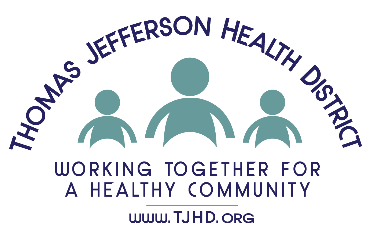 THOMAS JEFFERSON HEALTH DISTRICT
WORKING TOGETHER FOR
A HEALTHY COMMUNITY
WWW.TJHD.ORG